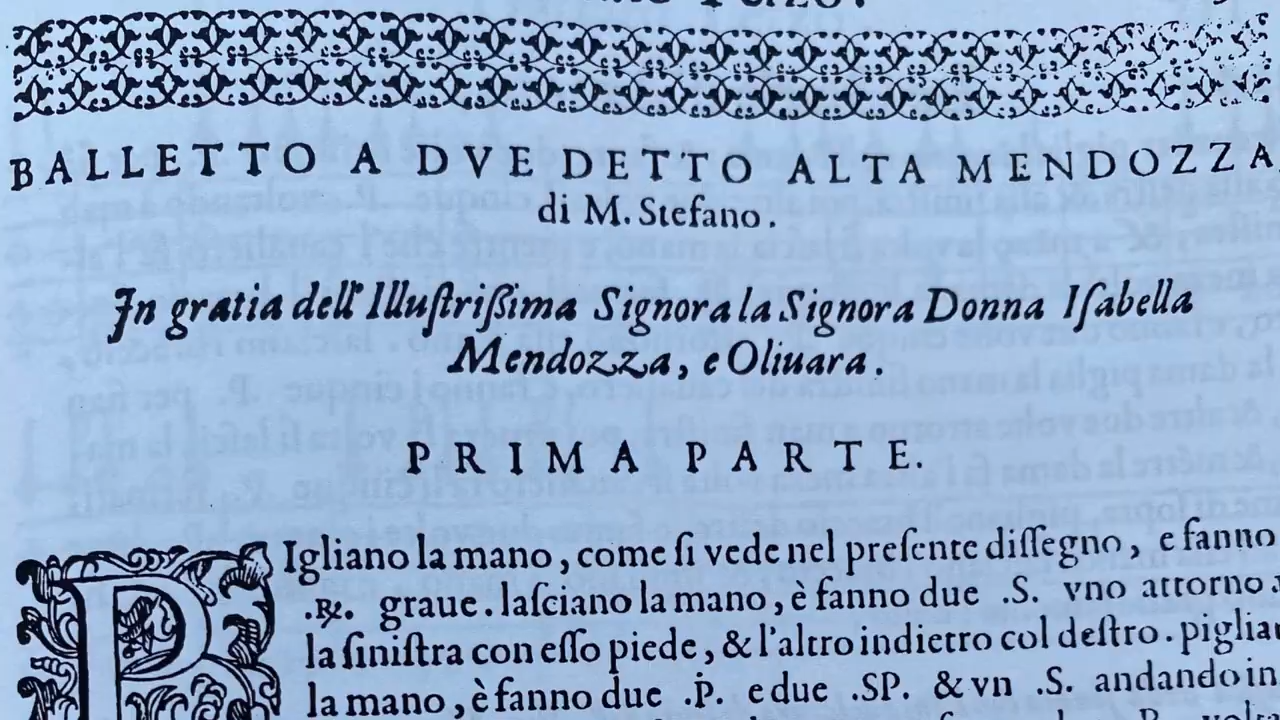 BALLETTO A DVE DETTO ALTA MENDOZZA
di M. Stefano.
In gratia dell' Illuſtriſsima Signora la Signora Donna Iſabella
Mendozza, e Oliuara.
PRIMA PARTE.
PIgliano la mano, come ſi vede nel preſente diſſegno, e fanno
.℞. graue. laſciano la mano, è fanno due .S. vno attorno
la ſiniſtra con eſſo piede, & l'altro indietro col deſtro. piglia
la mano, è fanno due .Ṗ. e due .SP. & vn .S. andando in